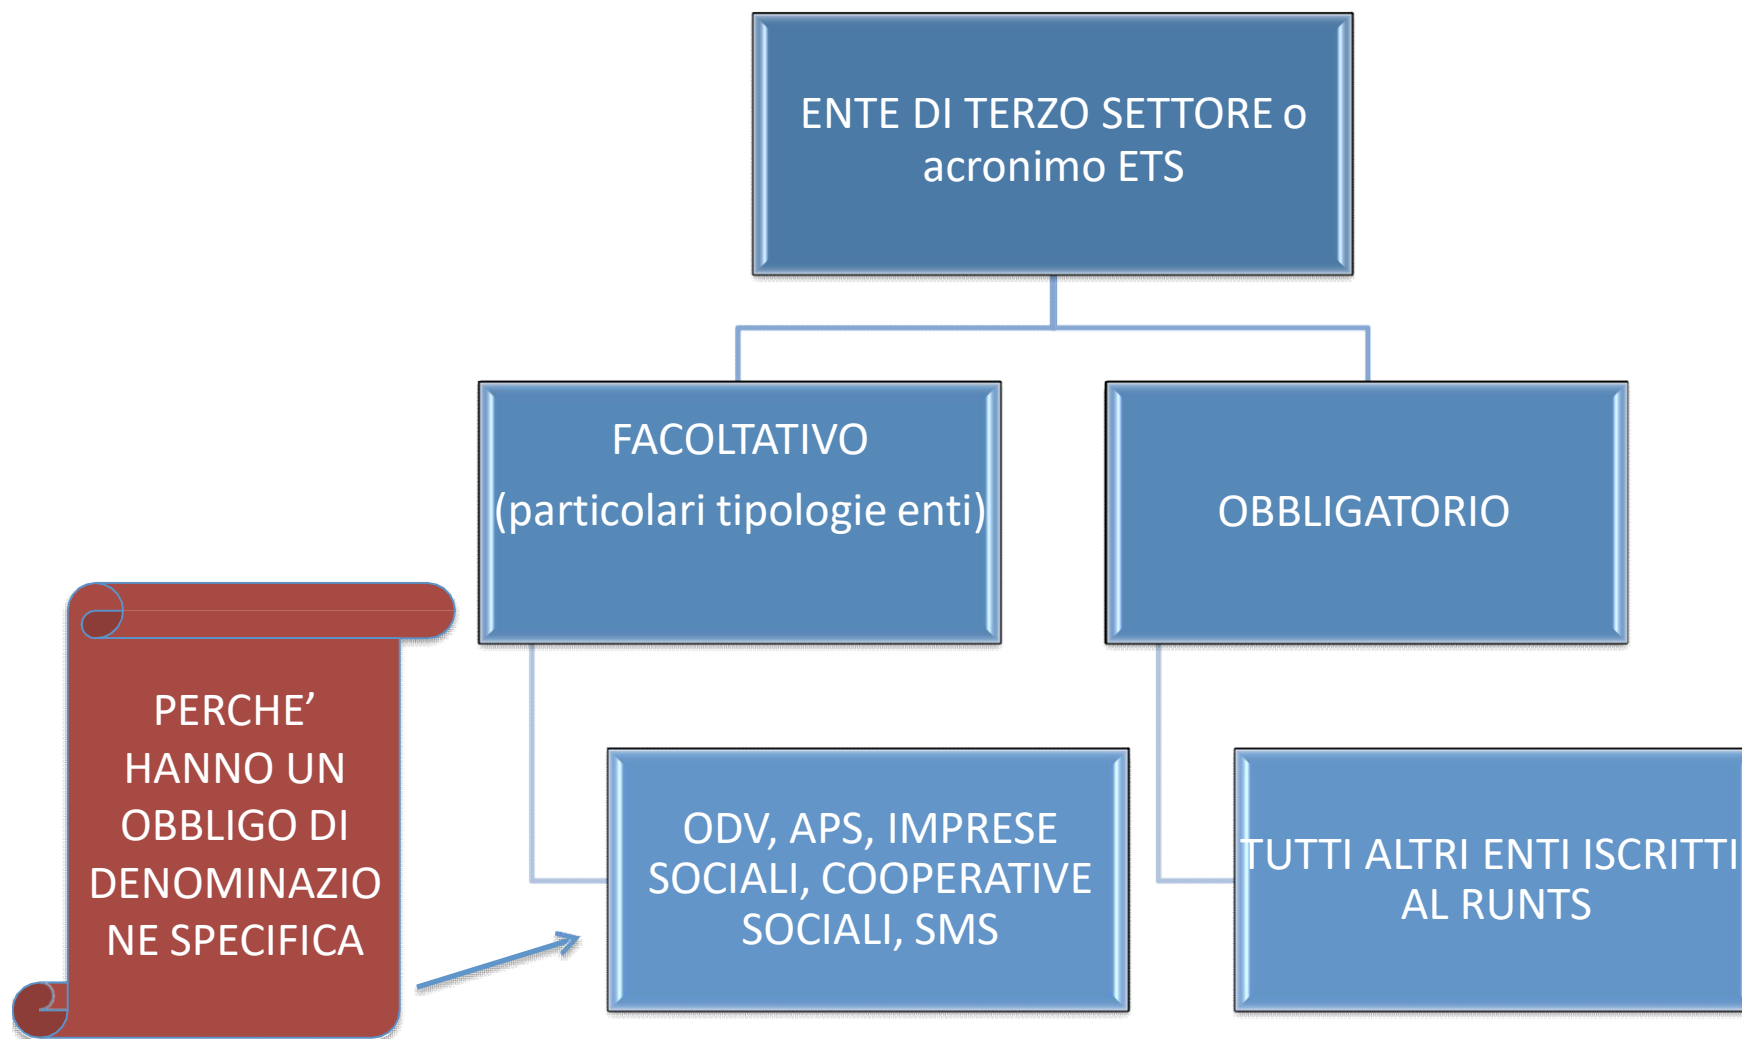 ENTE DI TERZO SETTORE o
acronimo ETS
FACOLTATIVO
(particolari tipologie enti)
OBBLIGATORIO
PERCHE’
HANNO UN
OBBLIGO DI
DENOMINAZIO
NE SPECIFICA
ODV, APS, IMPRESE
SOCIALI, COOPERATIVE
SOCIALI, SMS
TUTTI ALTRI ENTI ISCRITTI
AL RUNTS